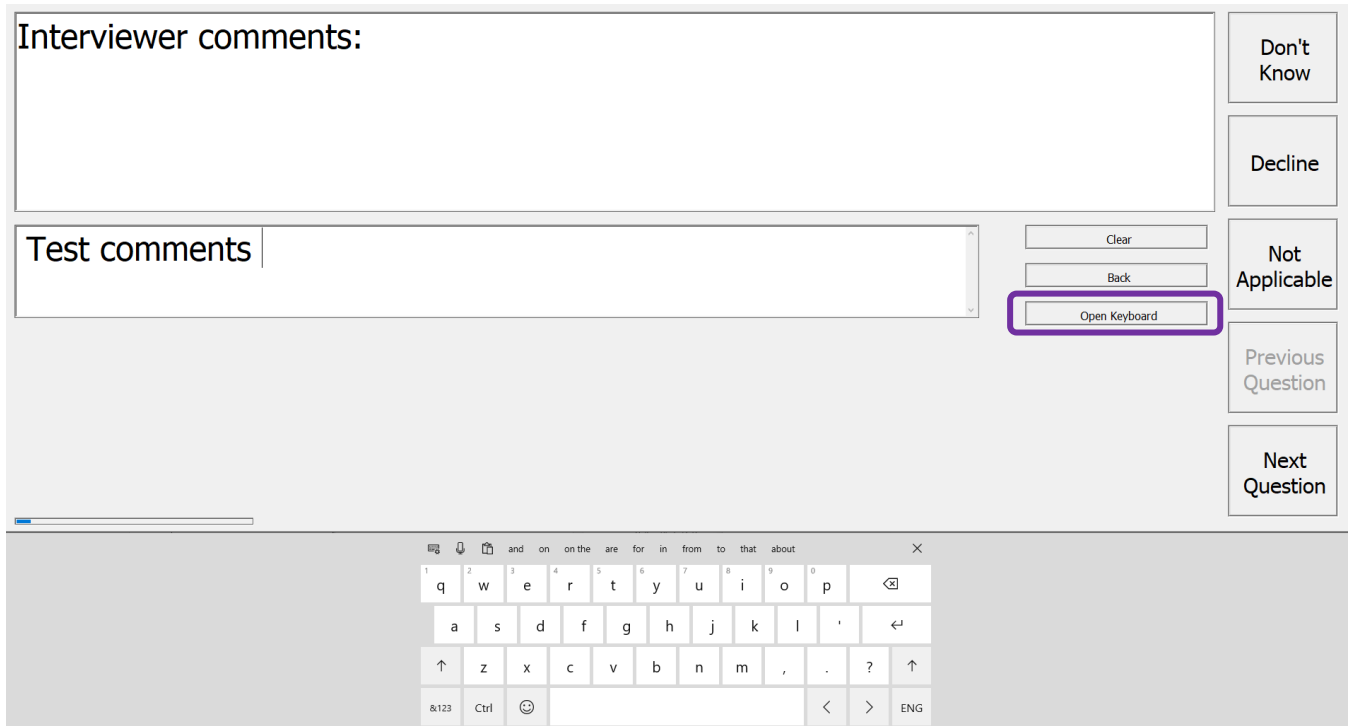 Interviewer comments:
Don't
Know
Decline
Test comments
Clear
Back
Open Keyboard
Not
Applicable
Previous
Question
Next
Question
and on on the are for in from to that about
1 2 3 4 5 6 7 8 9 0
q w e r t y u i o p
a s d f g h j k l '
z x c v b n m , . ?
&123 Ctrl ENG